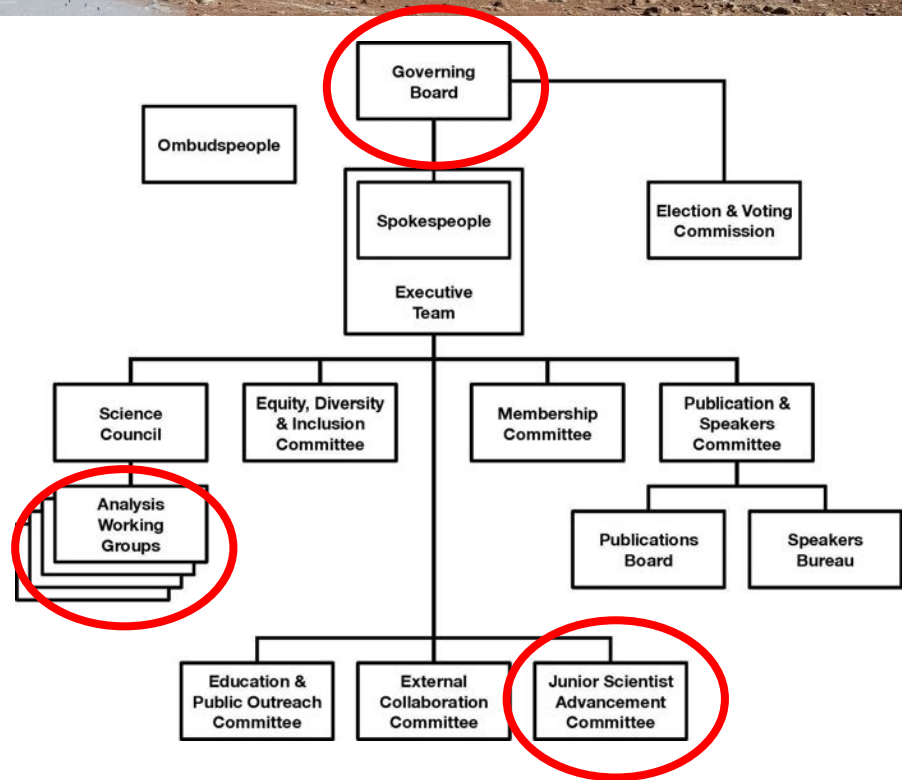 Governing
Board
Ombudspeople
Spokespeople
Election & Voting
Commission
Executive
Team
Science
Council
Equity, Diversity
& Inclusion
Committee
Membership
Committee
Publication &
Speakers
Committee
Analysis
Working
Groups
Publications
Board
Speakers
Bureau
Education &
Public Outreach
Committee
External
Collaboration
Committee
Junior Scientist
Advancement
Committee